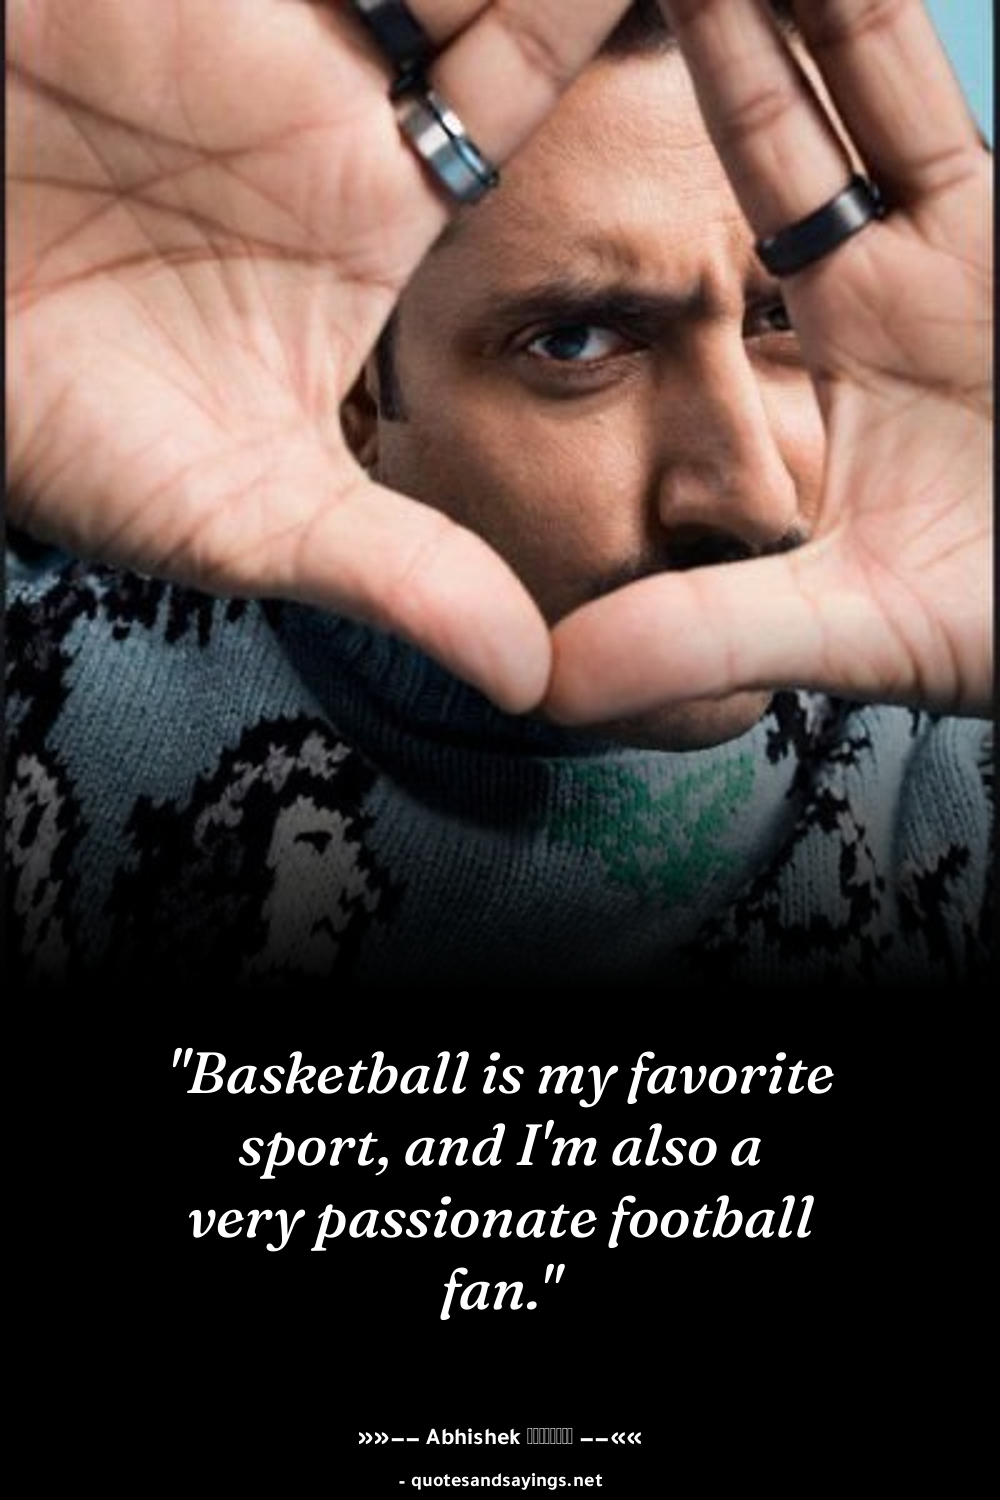 "Basketball is my favorite
sport, and I'm also a
very passionate football
fan."
»»–– Abhishek ––««
- quotesandsayings.net